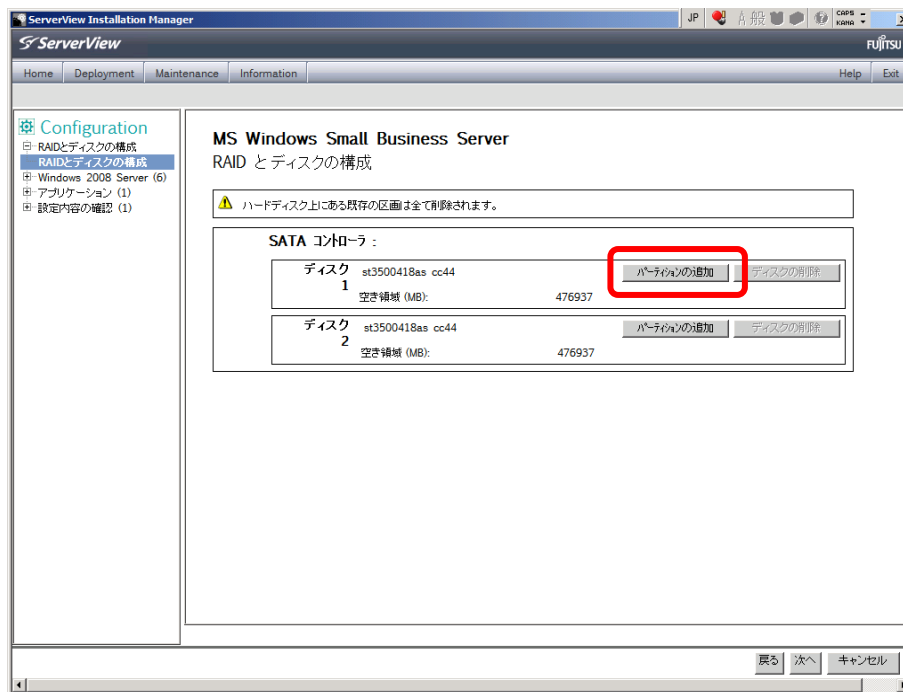 ServerView Installation Manager
JP A 般 CAPS KANA
ServerView FUJITSU
Home Deployment Maintenance Information Help Exit
Configuration
RAIDとディスクの構成
RAIDとディスクの構成
Windows 2008 Server (6)
アプリケーション (1)
設定内容の確認 (1)
MS Windows Small Business Server
RAID とディスクの構成
ハードディスク上にある既存の区画は全て削除されます。
SATA コントローラ :
ディスク 1 st3500418as cc44 パーティションの追加 ディスクの削除
空き領域 (MB): 476937
ディスク 2 st3500418as cc44 パーティションの追加 ディスクの削除
空き領域 (MB): 476937
戻る 次へ キャンセル